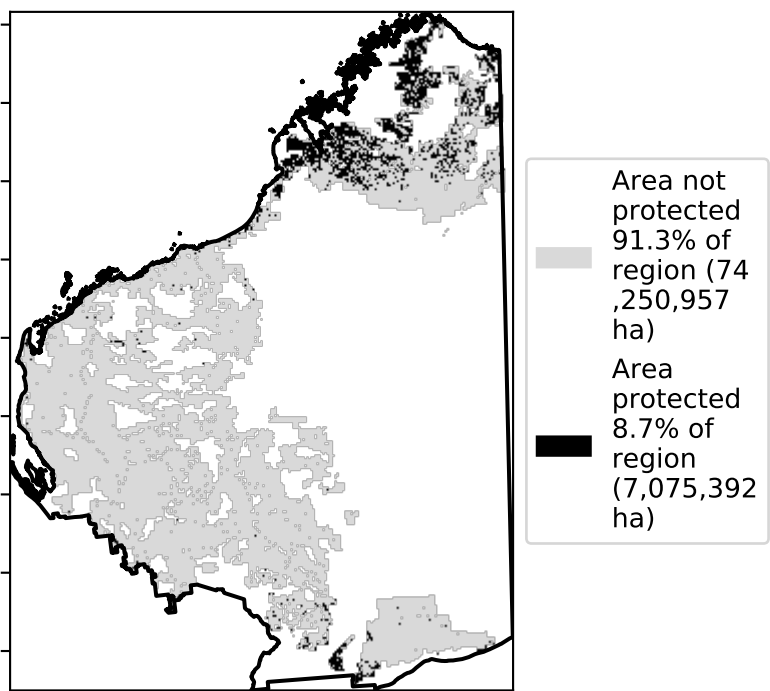 Area not
protected
91.3% of
region (74
,250,957
ha)
Area
protected
8.7% of
region
(7,075,392
ha)